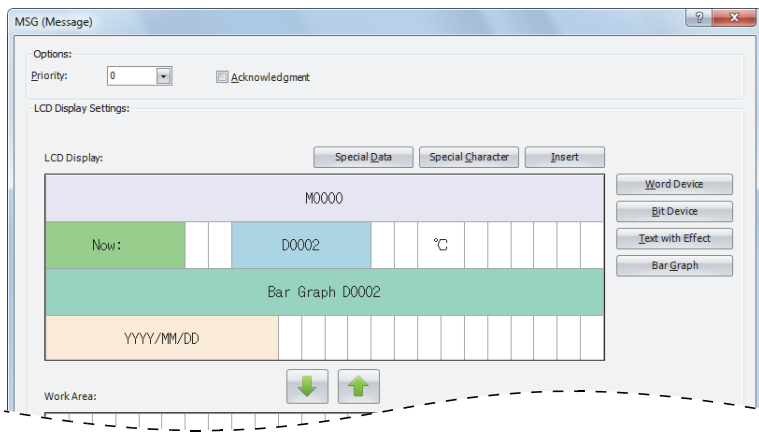 MSG (Message)
Options:
Priority: 0 Acknowledgment
LCD Display Settings:
LCD Display: Special Data Special Character Insert
M0000
Word Device
Bit Device
Now: D0002 ℃
Text with Effect
Bar Graph
Bar Graph D0002
YYYY/MM/DD
Work Area: